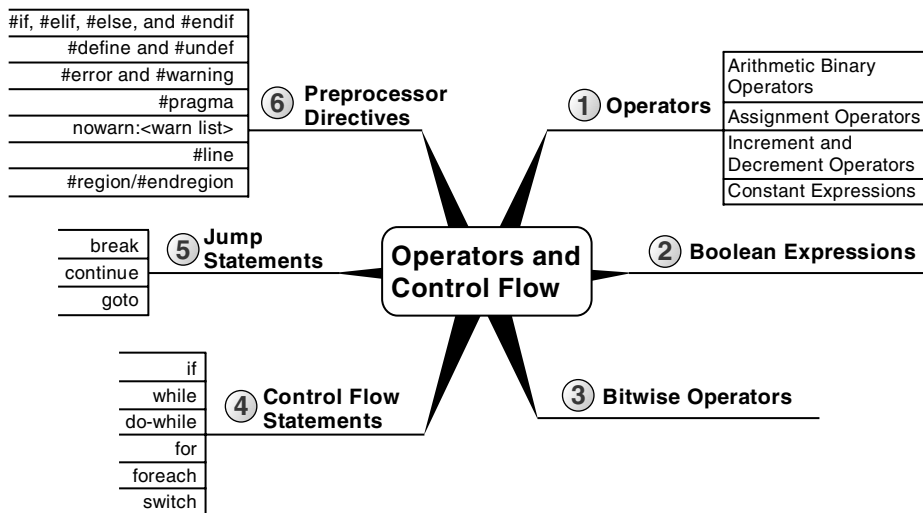 Operators and
Control Flow
1 Operators
Arithmetic Binary
Operators
Assignment Operators
Increment and
Decrement Operators
Constant Expressions
2 Boolean Expressions
3 Bitwise Operators
4 Control Flow
Statements
if
while
do-while
for
foreach
switch
5 Jump
Statements
break
continue
goto
6 Preprocessor
Directives
#if, #elif, #else, and #endif
#define and #undef
#error and #warning
#pragma
nowarn:<warn list>
#line
#region/#endregion